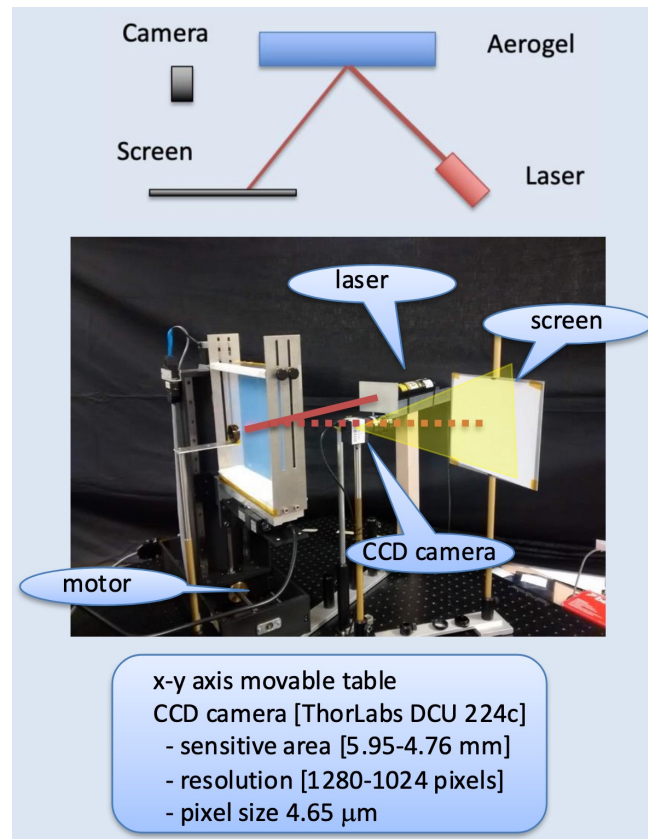 Camera
Aerogel
Screen
Laser
laser
screen
CCD camera
motor
x-y axis movable table
CCD camera [ThorLabs DCU 224c]
- sensitive area [5.95-4.76 mm]
- resolution [1280-1024 pixels]
- pixel size 4.65 μm